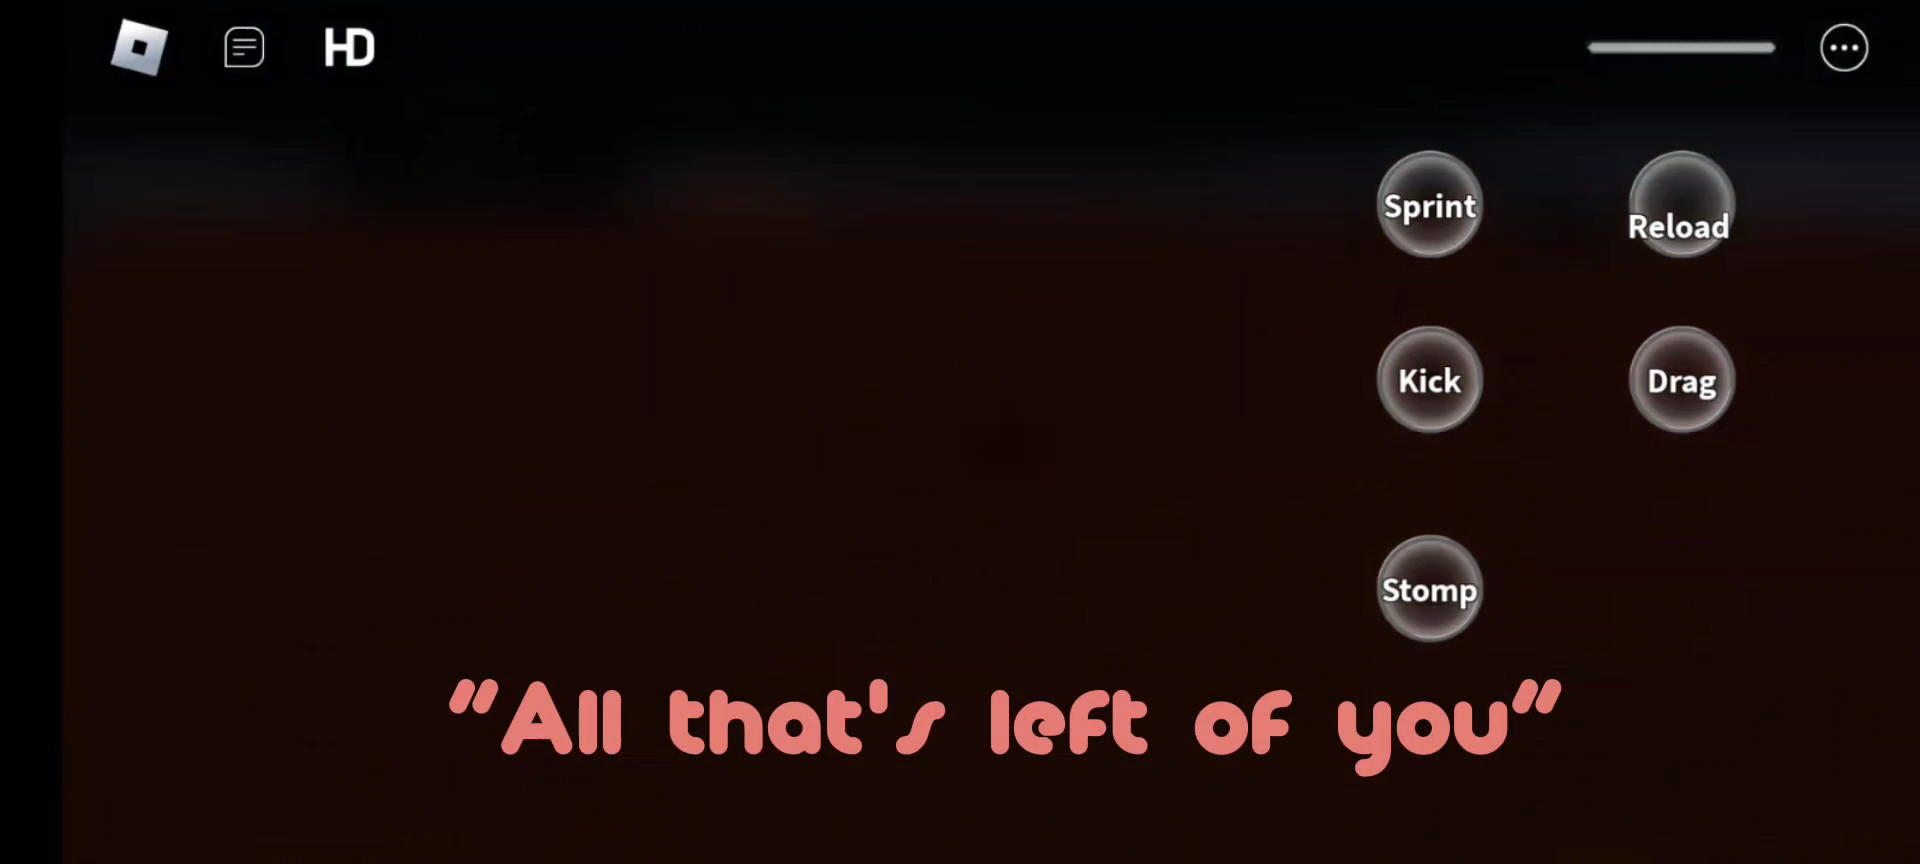 HD
Sprint
Reload
Kick
Drag
Stomp
"All that's left of you"